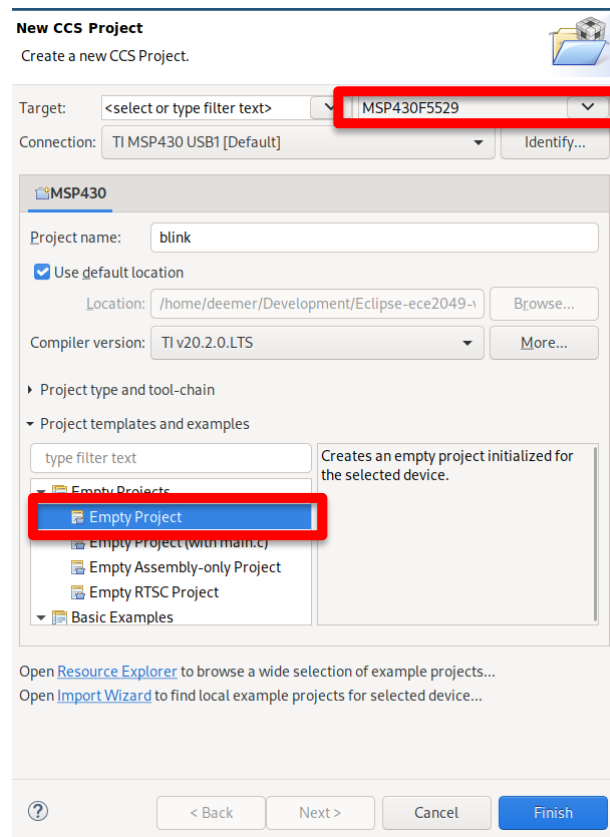 New CCS Project
Create a new CCS Project.
Target: <select or type filter text> MSP430F5529
Connection: TI MSP430 USB1 [Default] Identify...
MSP430
Project name: blink
Use default location
Location: /home/deemer/Development/Eclipse-ece2049-v Browse...
Compiler version: TI v20.2.0.LTS More...
Project type and tool-chain
Project templates and examples
type filter text
Creates an empty project initialized for
the selected device.
Empty Projects
Empty Project
Empty Project (with main.c)
Empty Assembly-only Project
Empty RTSC Project
Basic Examples
Open Resource Explorer to browse a wide selection of example projects...
Open Import Wizard to find local example projects for selected device...
? < Back Next > Cancel Finish